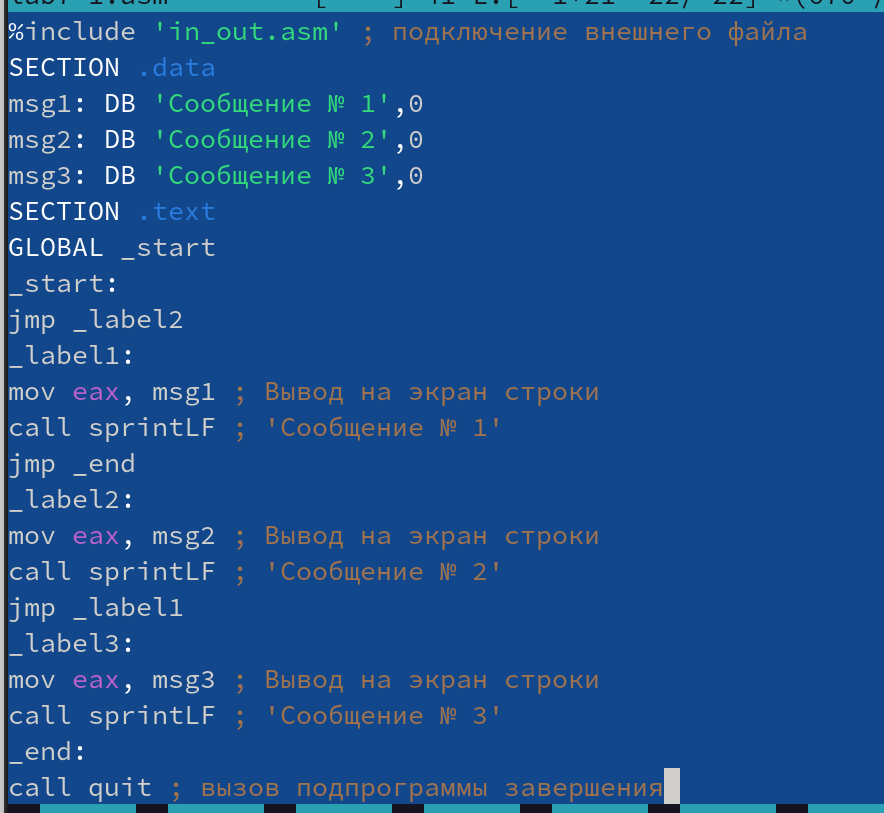 %include 'in_out.asm' ; подключение внешнего файла
SECTION .data
msg1: DB 'Сообщение № 1',0
msg2: DB 'Сообщение № 2',0
msg3: DB 'Сообщение № 3',0
SECTION .text
GLOBAL _start
_start:
jmp _label2
_label1:
mov eax, msg1 ; Вывод на экран строки
call sprintLF ; 'Сообщение № 1'
jmp _end
_label2:
mov eax, msg2 ; Вывод на экран строки
call sprintLF ; 'Сообщение № 2'
jmp _label1
_label3:
mov eax, msg3 ; Вывод на экран строки
call sprintLF ; 'Сообщение № 3'
_end:
call quit ; вызов подпрограммы завершения